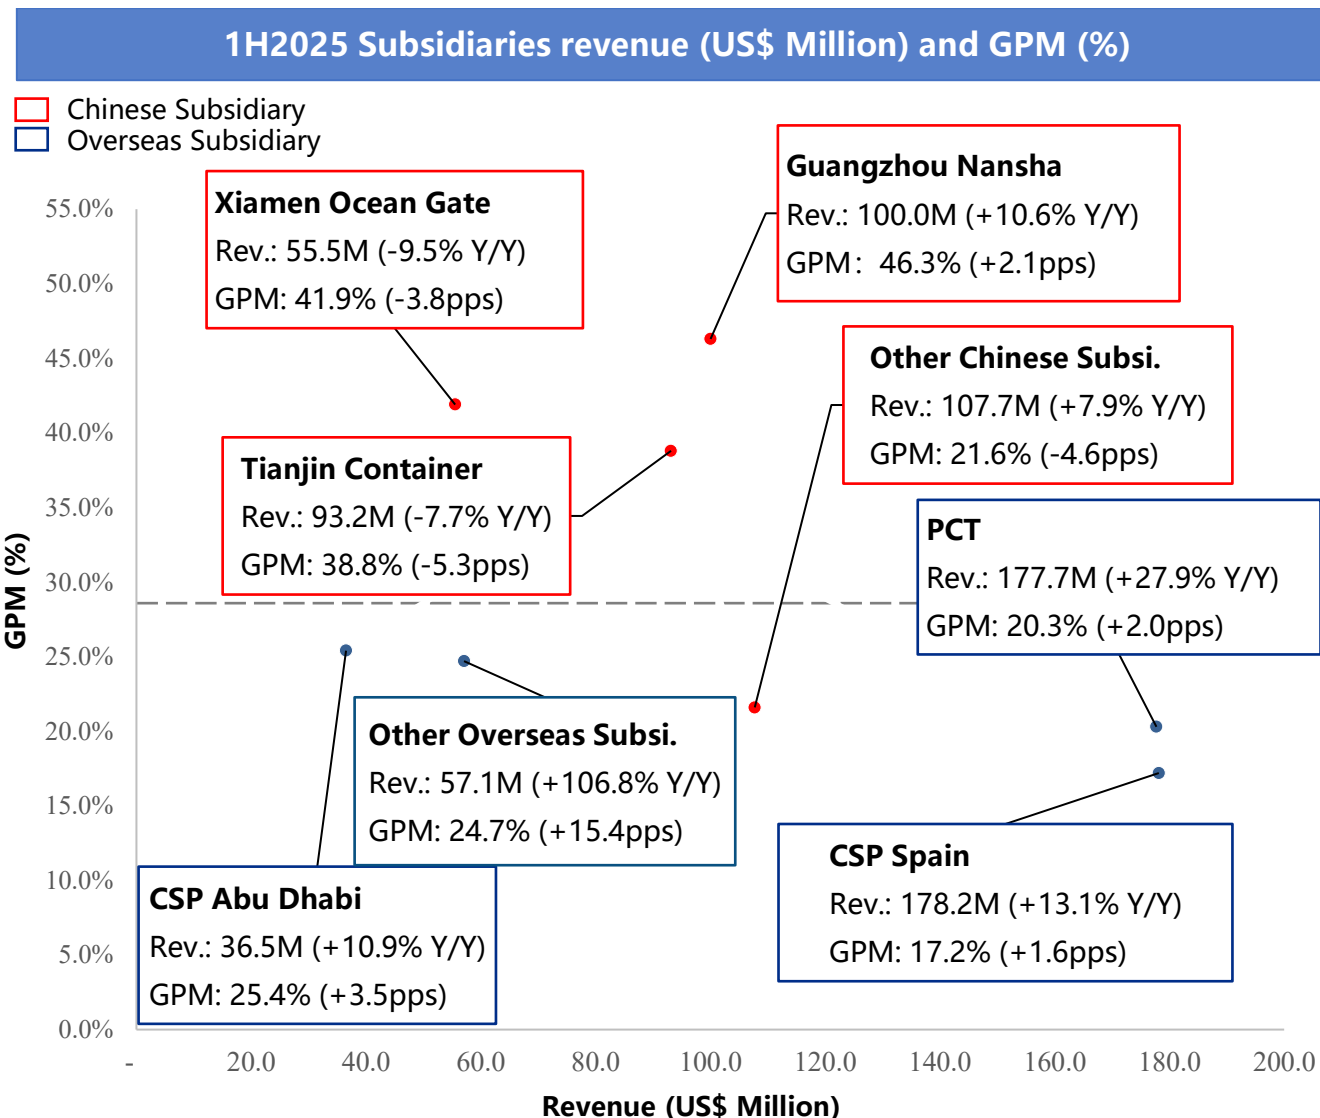 1H2025 Subsidiaries revenue (US$ Million) and GPM (%)
Chinese Subsidiary
Overseas Subsidiary
Xiamen Ocean Gate
Rev.: 55.5M (-9.5% Y/Y)
GPM: 41.9% (-3.8pps)
Guangzhou Nansha
Rev.: 100.0M (+10.6% Y/Y)
GPM： 46.3% (+2.1pps)
Other Chinese Subsi.
Rev.: 107.7M (+7.9% Y/Y)
GPM: 21.6% (-4.6pps)
Tianjin Container
Rev.: 93.2M (-7.7% Y/Y)
GPM: 38.8% (-5.3pps)
PCT
Rev.: 177.7M (+27.9% Y/Y)
GPM: 20.3% (+2.0pps)
Other Overseas Subsi.
Rev.: 57.1M (+106.8% Y/Y)
GPM: 24.7% (+15.4pps)
CSP Spain
Rev.: 178.2M (+13.1% Y/Y)
GPM: 17.2% (+1.6pps)
CSP Abu Dhabi
Rev.: 36.5M (+10.9% Y/Y)
GPM: 25.4% (+3.5pps)
GPM (%)
55.0%
50.0%
45.0%
40.0%
35.0%
30.0%
25.0%
20.0%
15.0%
10.0%
5.0%
0.0%
- 20.0 40.0 60.0 80.0 100.0 120.0 140.0 160.0 180.0 200.0
Revenue (US$ Million)